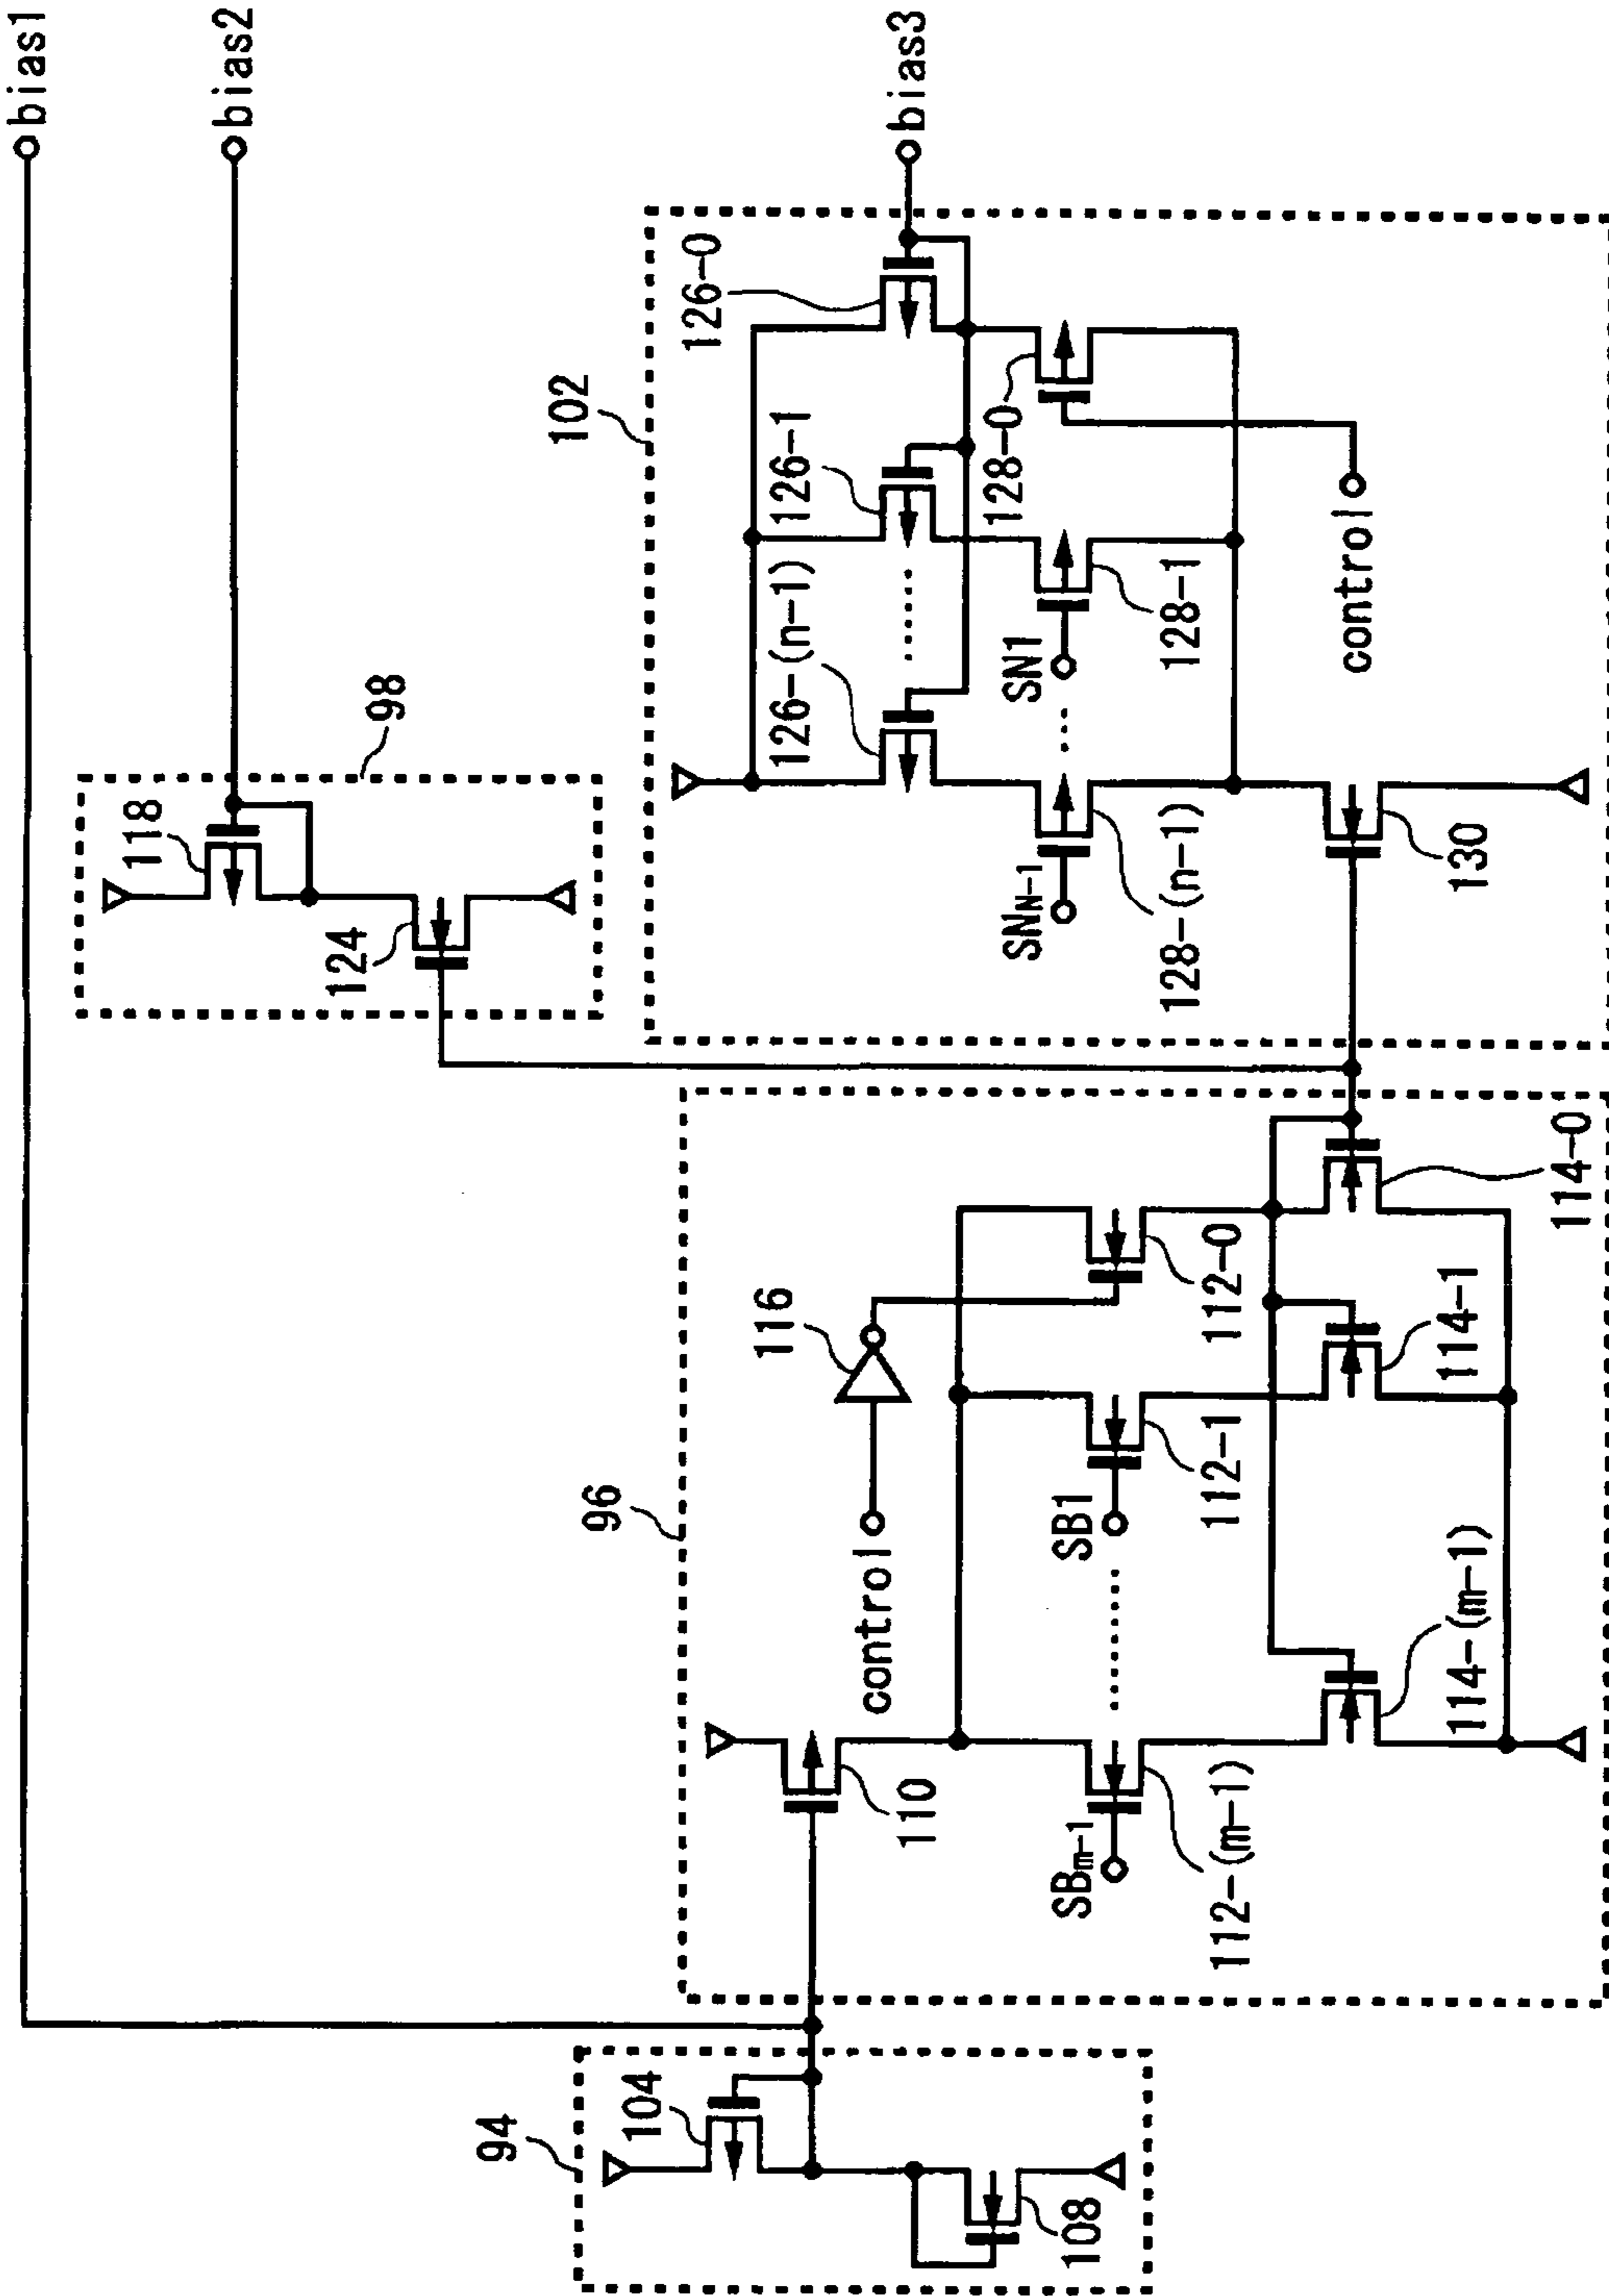 bias1
bias2
98
118
124
102
126-0
126-1
126-(n-1)
bias3
128-0
SN1
128-1
SN_{N-1}
128-(n-1)
control
130
96
116
control
112-0
SB1
112-1
SB_{m-1}
112-(m-1)
110
114-0
114-1
114-(m-1)
94
104
108